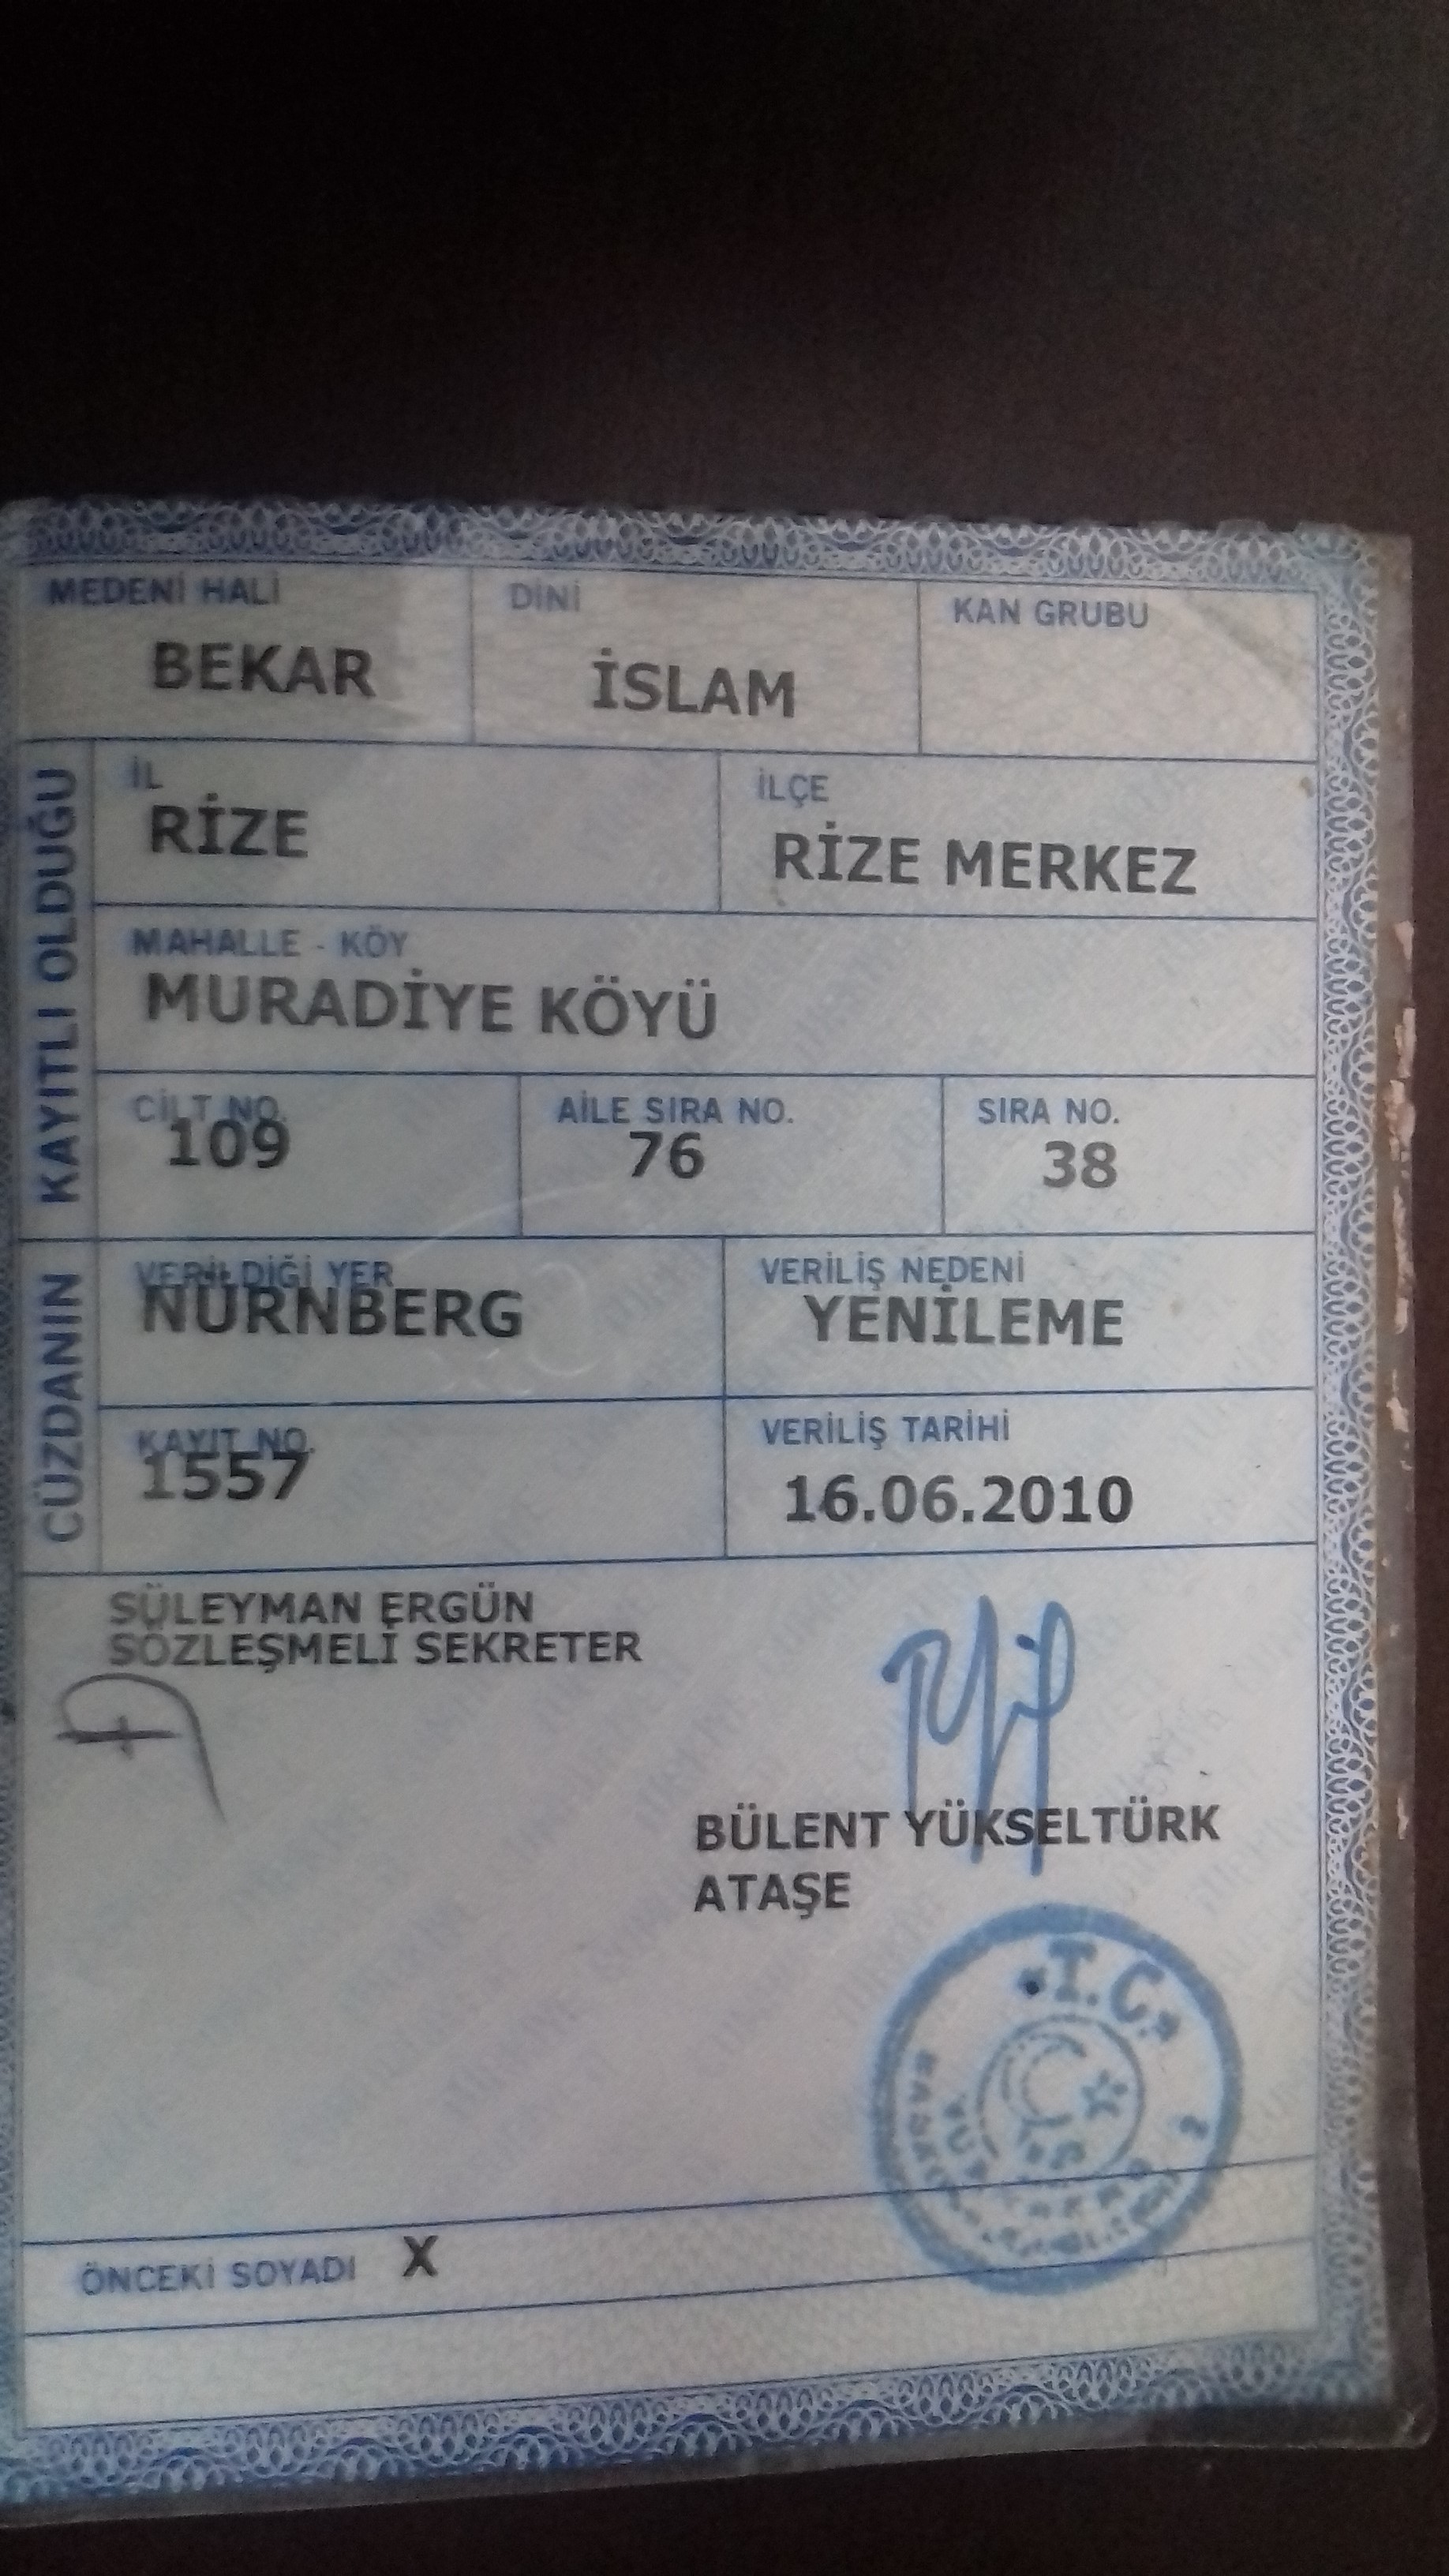 MEDENİ HALİ DİNİ KAN GRUBU
BEKAR İSLAM
KAYITLI OLDUĞU
İL İLÇE
RİZE RİZE MERKEZ
MAHALLE - KÖY
MURADİYE KÖYÜ
CİLT NO. AİLE SIRA NO. SIRA NO.
109 76 38
CÜZDANIN
VERİLDİĞİ YER VERİLİŞ NEDENİ
NÜRNBERG YENİLEME
KAYIT NO. VERİLİŞ TARİHİ
1557 16.06.2010
SÜLEYMAN ERGÜN
SÖZLEŞMELİ SEKRETER
BÜLENT YÜKSELTÜRK
ATAŞE
T.C.
ÖNCEKİ SOYADI X